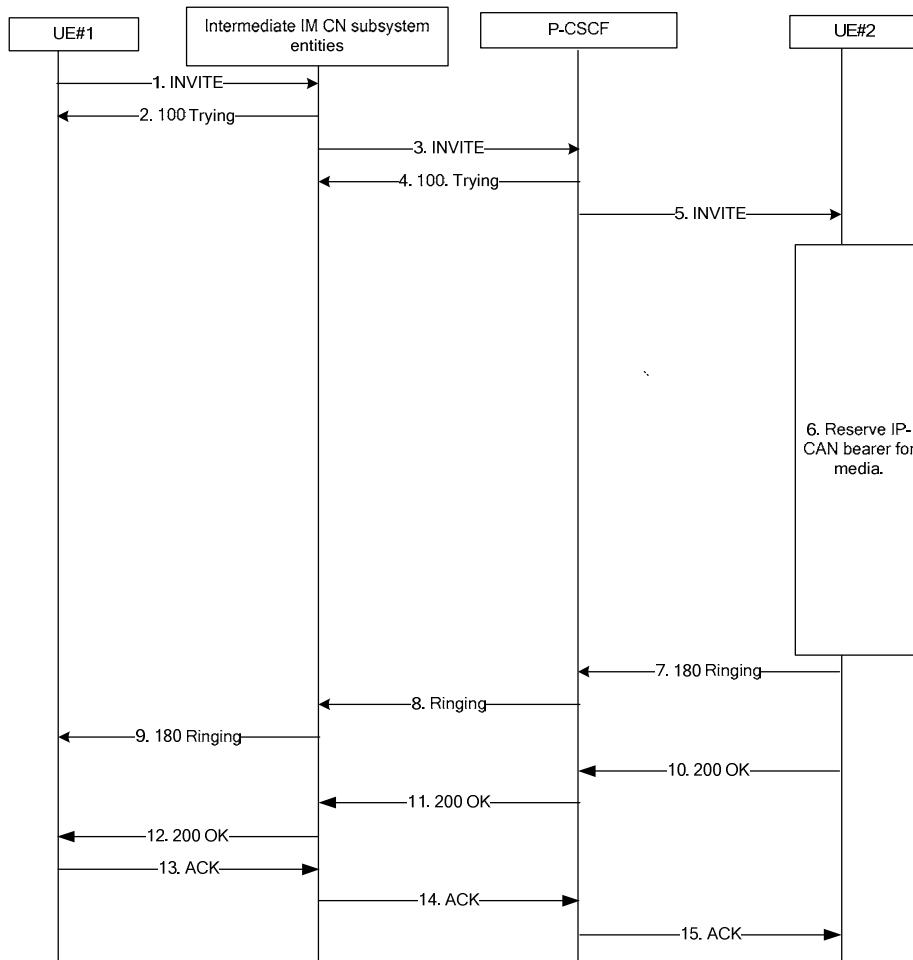 UE#1
Intermediate IM CN subsystem
entities
P-CSCF
UE#2
1. INVITE
2. 100 Trying
3. INVITE
4. 100. Trying
5. INVITE
6. Reserve IP-
CAN bearer for
media.
7. 180 Ringing
8. Ringing
9. 180 Ringing
10. 200 OK
11. 200 OK
12. 200 OK
13. ACK
14. ACK
15. ACK